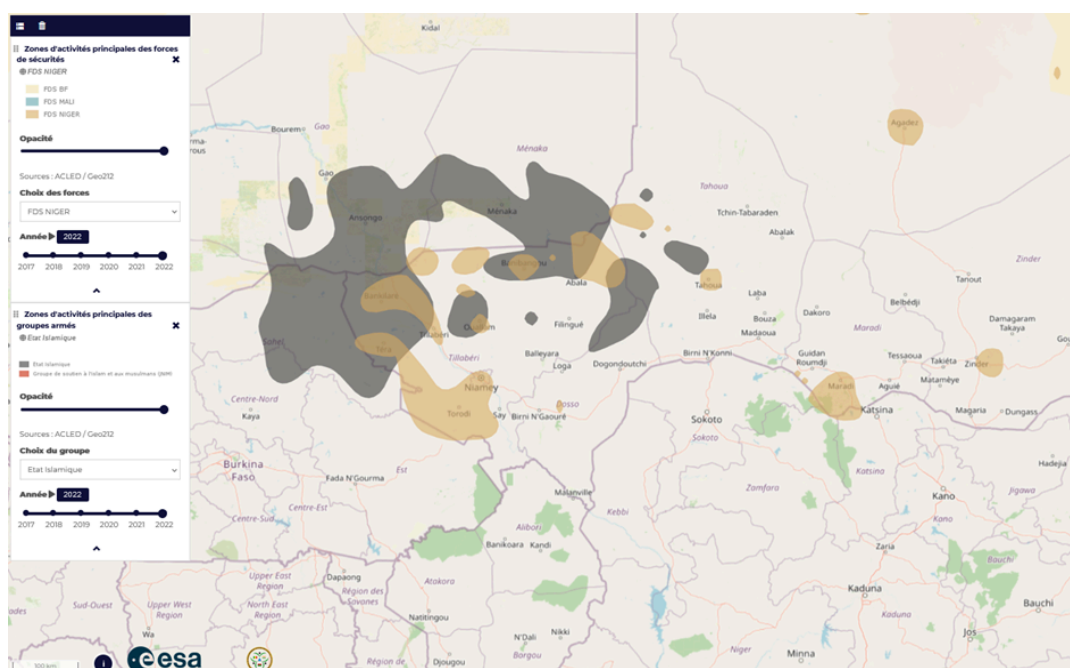 Zones d'activités principales des forces
de sécurités
FDS NIGER
FDS BF
FDS MALI
FDS NIGER
Opacité
Sources : ACLED / Geo212
Choix des forces
FDS NIGER
Année 2022
2017 2018 2019 2020 2021 2022
Zones d'activités principales des
groupes armés
Etat Islamique
Etat Islamique
Groupe de soutien à l'islam et aux musulmans (JNIM)
Opacité
Sources : ACLED / Geo212
Choix du groupe
Etat Islamique
Année 2022
2017 2018 2019 2020 2021 2022
Kidal
Agadez
Bourem
Gao
Ménaka
Gao
Tahoua
Ansongo
Ménaka
Tchin-Tabaraden
Abalak
Zinder
Tanout
Abala
Tahoua
Laba
Belbédji
Dakoro
Damagaram
Takaya
Illela
Bouza
Madaoua
Maradi
Sahel
Tillabéri
Filingué
Téra
Tillabéri
Balleyara
Loga
Dogondoutchi
Birni N'Konni
Guidan
Roumdji
Tessaoua
Takiéta
Zinder
Matamèye
Niamey
Maradi
Aguié
Centre-Nord
Kaya
Torodi
Say
Birni N'Gaouré
Dosso
Sokoto
Katsina
Magaria
Dungass
Sokoto
Burkina
Faso
Est
Fada N'Gourma
Hadejia
Katsina
Zamfara
Malanville
Kebbi
Kano
Jigawa
Centre-Sud
Centre-Est
Alibori
Kano
Banikoara
Kandi
Zaria
Bauchi
Upper East
Region
Dapaong
Région des
Savanes
Atakora
Kaduna
Sud-Ouest
Upper West
Region
North East
Region
Natitingou
Kaduna
Bauchi
Wa
N'Dali
Nikki
Jos
Borgou
Djougou
Niger
Minna
100 km
esa